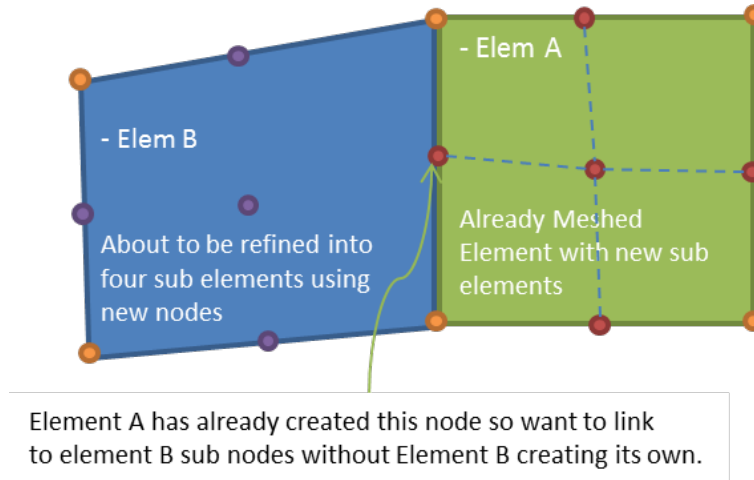 - Elem A
- Elem B
About to be refined into
four sub elements using
new nodes
Already Meshed
Element with new sub
elements
Element A has already created this node so want to link
to element B sub nodes without Element B creating its own.